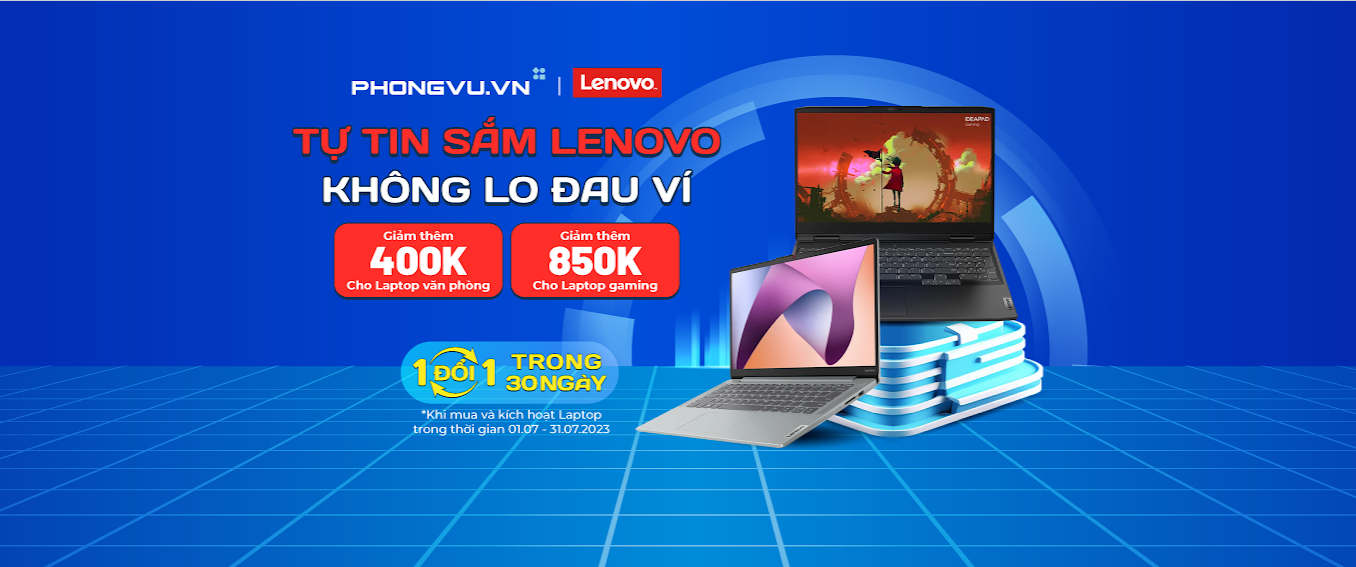 PHONGVU.VN | Lenovo
TỰ TIN SẮM LENOVO
KHÔNG LO ĐAU VÍ
Giảm thêm
400K
Cho Laptop văn phòng
Giảm thêm
850K
Cho Laptop gaming
1 ĐỔI 1
TRONG
30 NGÀY
*Khi mua và kích hoạt Laptop
trong thời gian 01.07 - 31.07.2023
IDEAPAD
Gaming